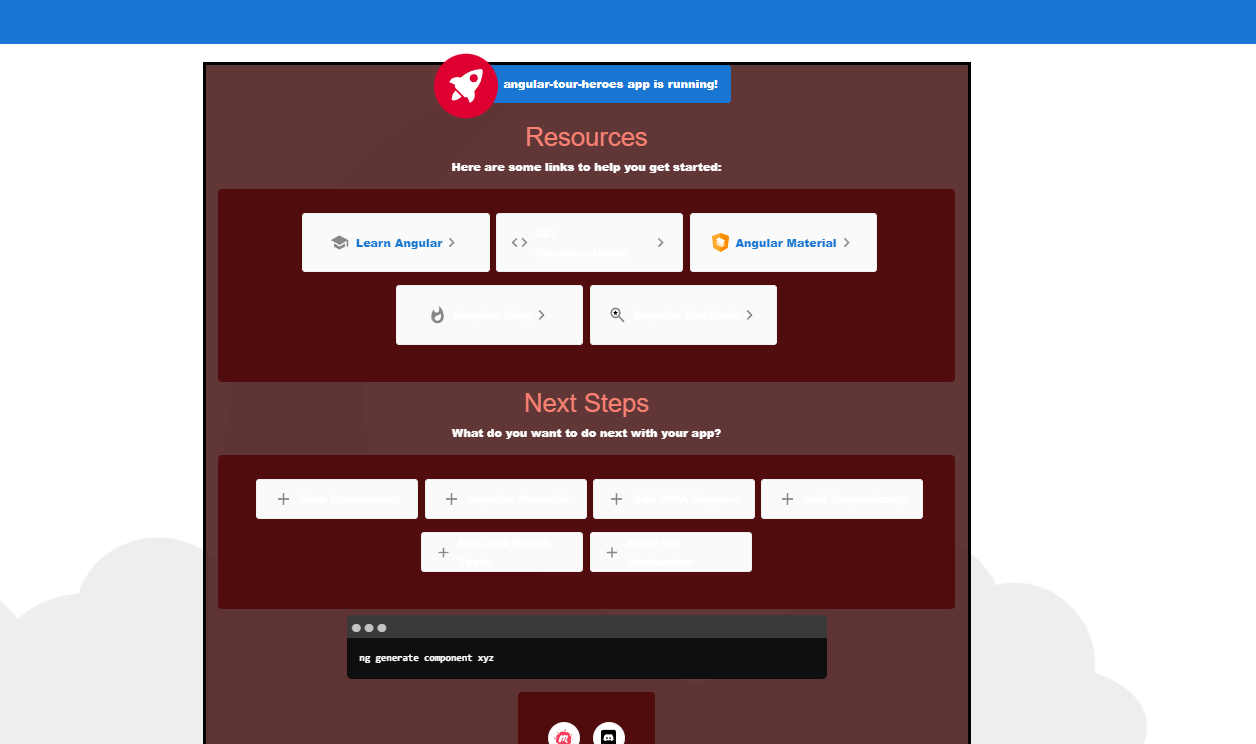 angular-tour-heroes app is running!
Resources
Here are some links to help you get started:
Learn Angular
CLI
Documentation
Angular Material
Angular Blog
Angular DevTools
Next Steps
What do you want to do next with your app?
New Component
Angular Material
Add PWA Support
Add Dependency
Run and Watch
Build for
ng generate component xyz